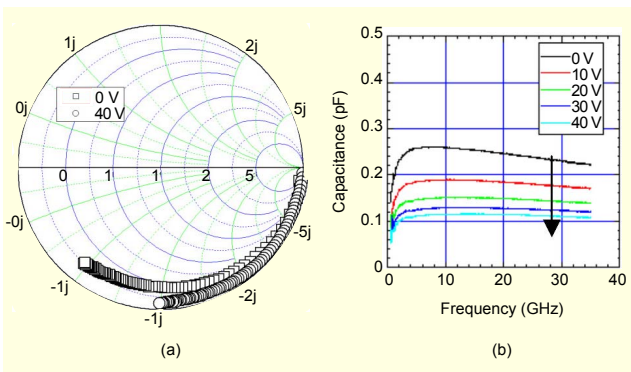 1j
2j
0 V
40 V
0j
5j
0
1
1
2
5
-0j
-5j
-1j
-2j
-1j
(a)
0.5
0.4
0.3
0.2
0.1
0
Capacitance (pF)
0 V
10 V
20 V
30 V
40 V
0
10
20
30
40
Frequency (GHz)
(b)